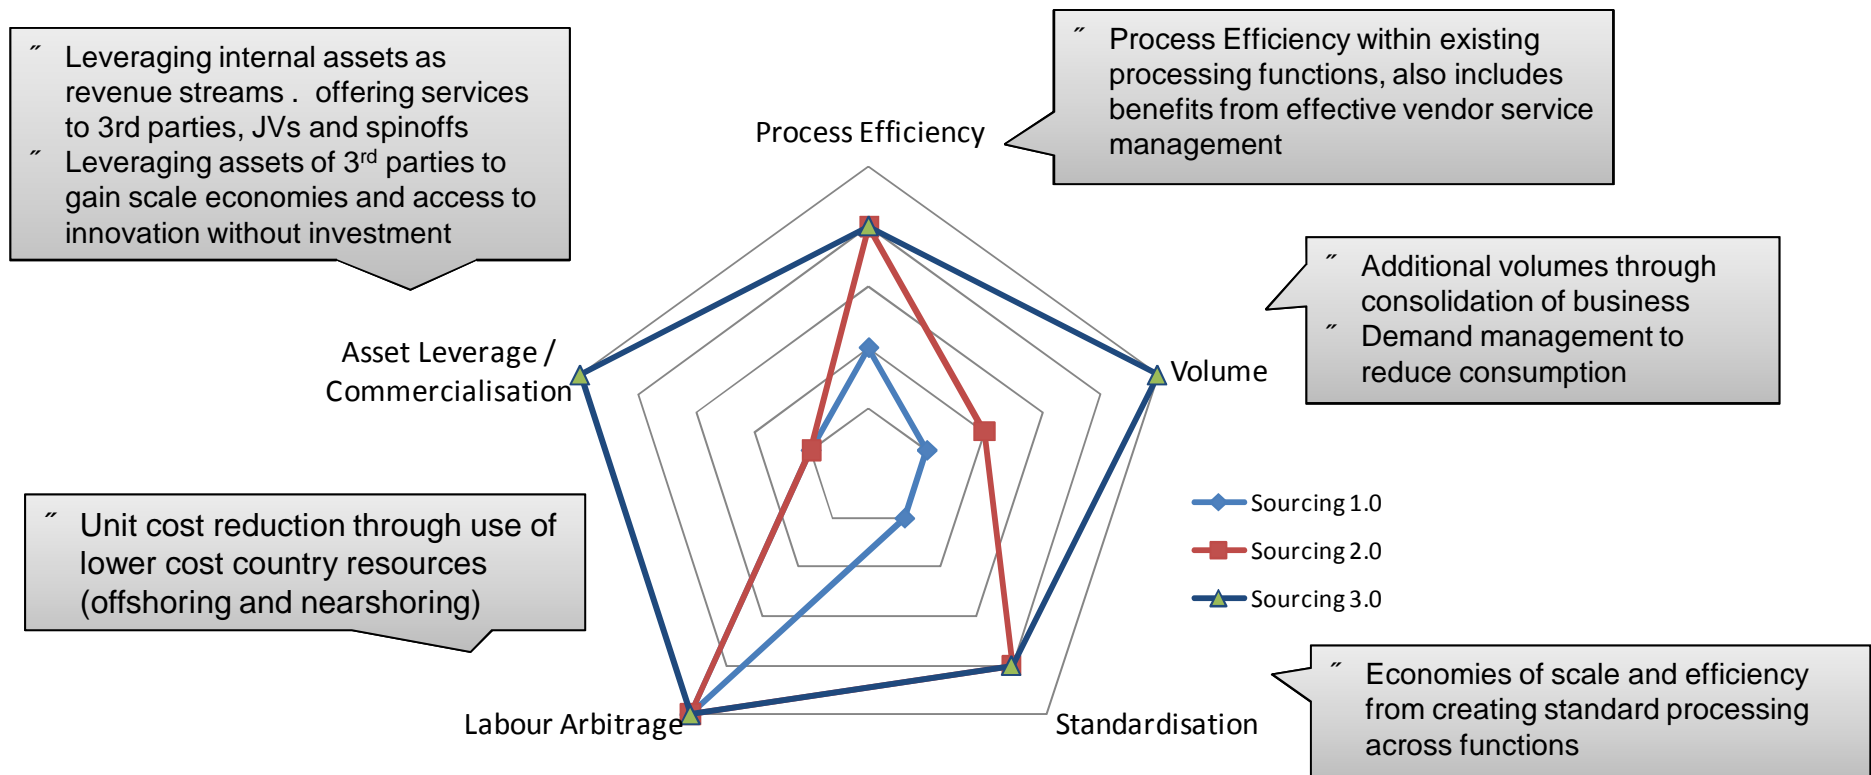 ˝ Leveraging internal assets as
revenue streams . offering services
to 3rd parties, JVs and spinoffs
˝ Leveraging assets of 3rd parties to
gain scale economies and access to
innovation without investment
˝ Process Efficiency within existing
processing functions, also includes
benefits from effective vendor service
management
Process Efficiency
˝ Additional volumes through
consolidation of business
˝ Demand management to
reduce consumption
Asset Leverage /
Commercialisation
Volume
˝ Unit cost reduction through use of
lower cost country resources
(offshoring and nearshoring)
Sourcing 1.0
Sourcing 2.0
Sourcing 3.0
Labour Arbitrage
Standardisation
˝ Economies of scale and efficiency
from creating standard processing
across functions